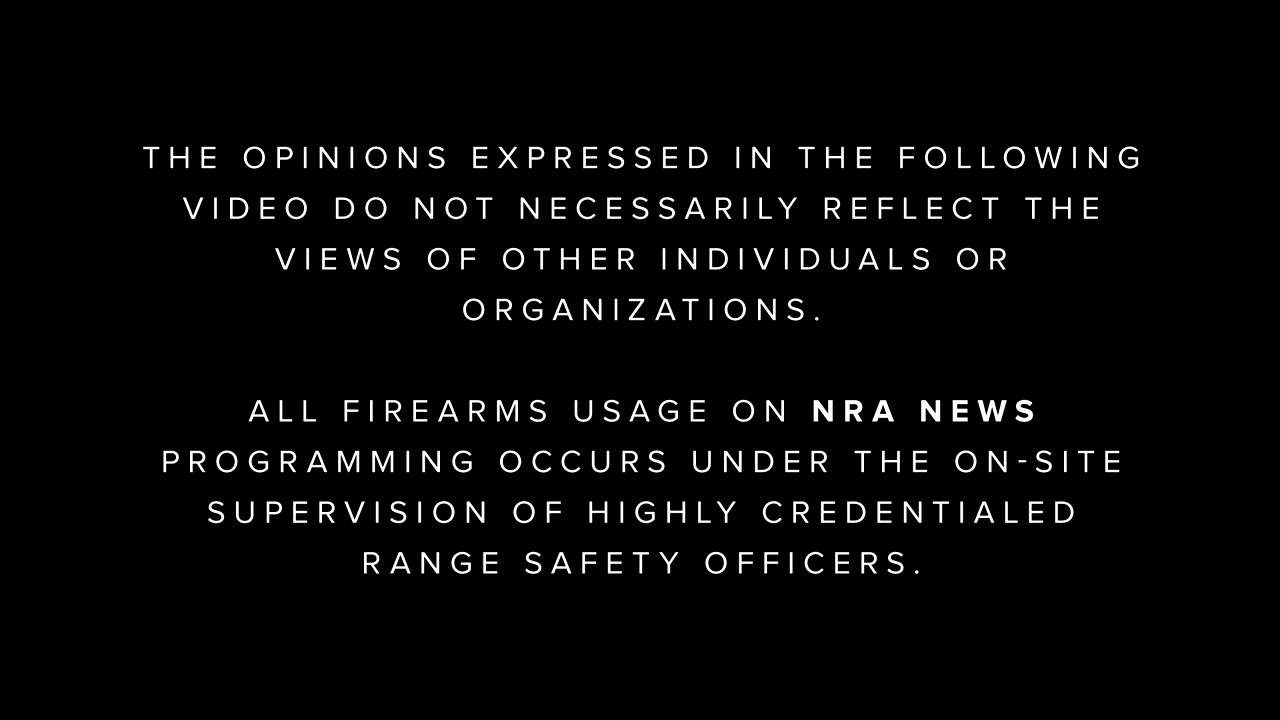 THE OPINIONS EXPRESSED IN THE FOLLOWING
VIDEO DO NOT NECESSARILY REFLECT THE
VIEWS OF OTHER INDIVIDUALS OR
ORGANIZATIONS.
ALL FIREARMS USAGE ON NRA NEWS
PROGRAMMING OCCURS UNDER THE ON-SITE
SUPERVISION OF HIGHLY CREDENTIALED
RANGE SAFETY OFFICERS.